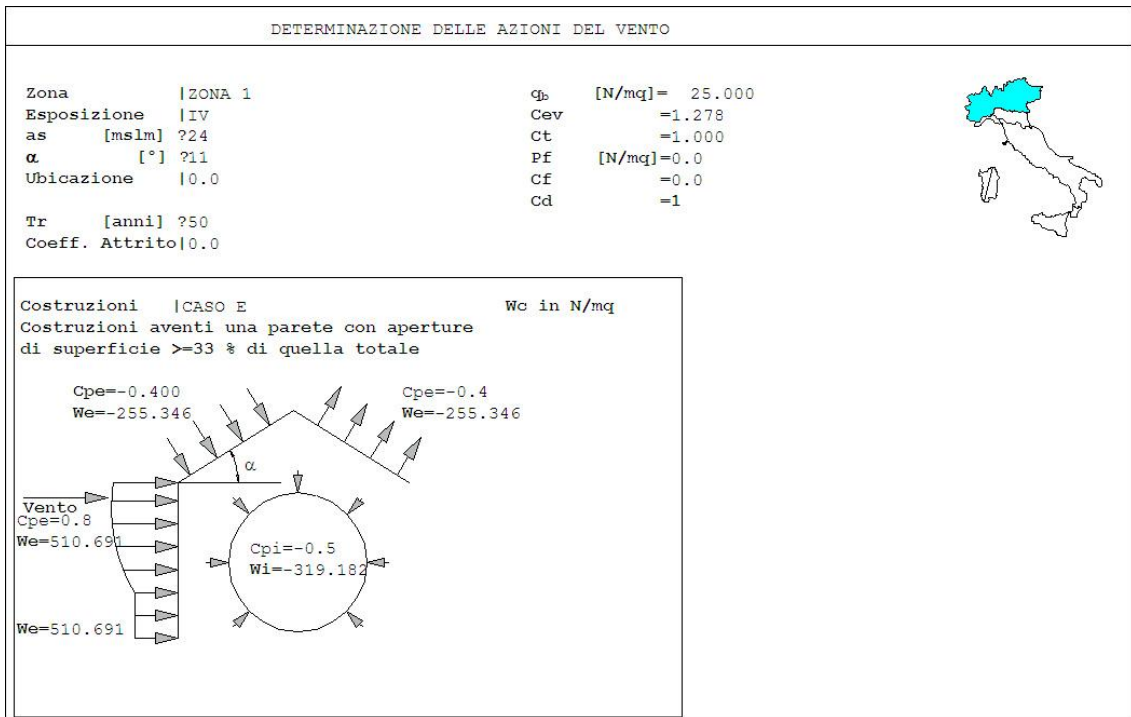 DETERMINAZIONE DELLE AZIONI DEL VENTO
Zona |ZONA 1
Esposizione |IV
as [mslm] ?24
α [°] ?11
Ubicazione |0.0
Tr [anni] ?50
Coeff. Attrito|0.0
qb [N/mq]= 25.000
Cev =1.278
Ct =1.000
Pf [N/mq]=0.0
Cf =0.0
Cd =1
Costruzioni |CASO E Wc in N/mq
Costruzioni aventi una parete con aperture
di superficie >=33 % di quella totale
Cpe=-0.400
We=-255.346
Cpe=-0.4
We=-255.346
α
Vento
Cpe=0.8
We=510.691
Cpi=-0.5
Wi=-319.182
We=510.691